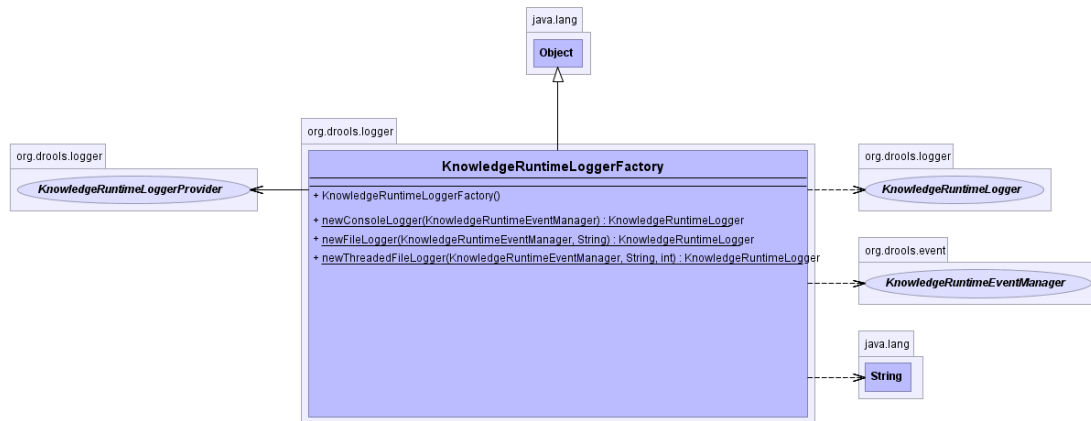 java.lang
Object
org.drools.logger
KnowledgeRuntimeLoggerProvider
org.drools.logger
KnowledgeRuntimeLoggerFactory
+ KnowledgeRuntimeLoggerFactory()
+ newConsoleLogger(KnowledgeRuntimeEventManager) : KnowledgeRuntimeLogger
+ newFileLogger(KnowledgeRuntimeEventManager, String) : KnowledgeRuntimeLogger
+ newThreadedFileLogger(KnowledgeRuntimeEventManager, String, int) : KnowledgeRuntimeLogger
org.drools.logger
KnowledgeRuntimeLogger
org.drools.event
KnowledgeRuntimeEventManager
java.lang
String